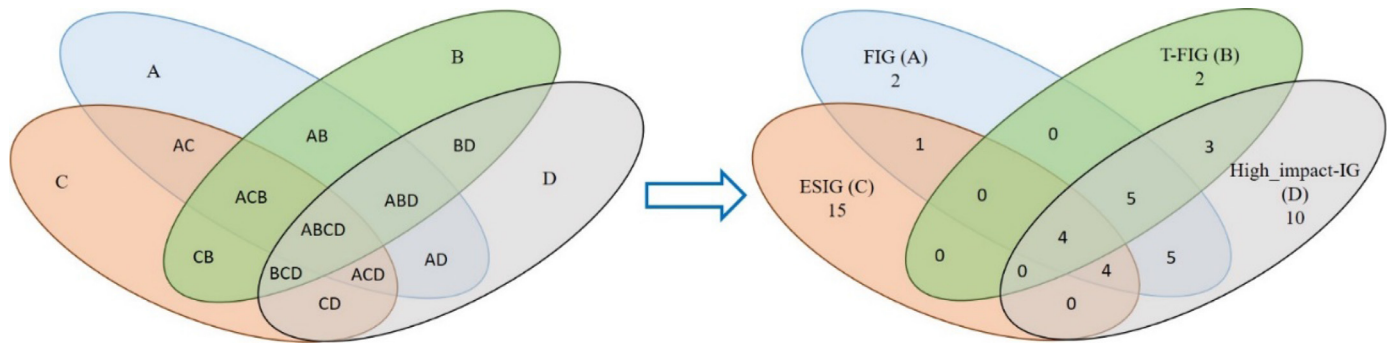 A
B
AC
AB
BD
C
ACB
ABD
D
ABCD
CB
BCD
ACD
AD
CD
FIG (A)
2
T-FIG (B)
2
1
0
3
ESIG (C)
15
0
5
High_impact-IG
(D)
10
4
0
0
4
5
0